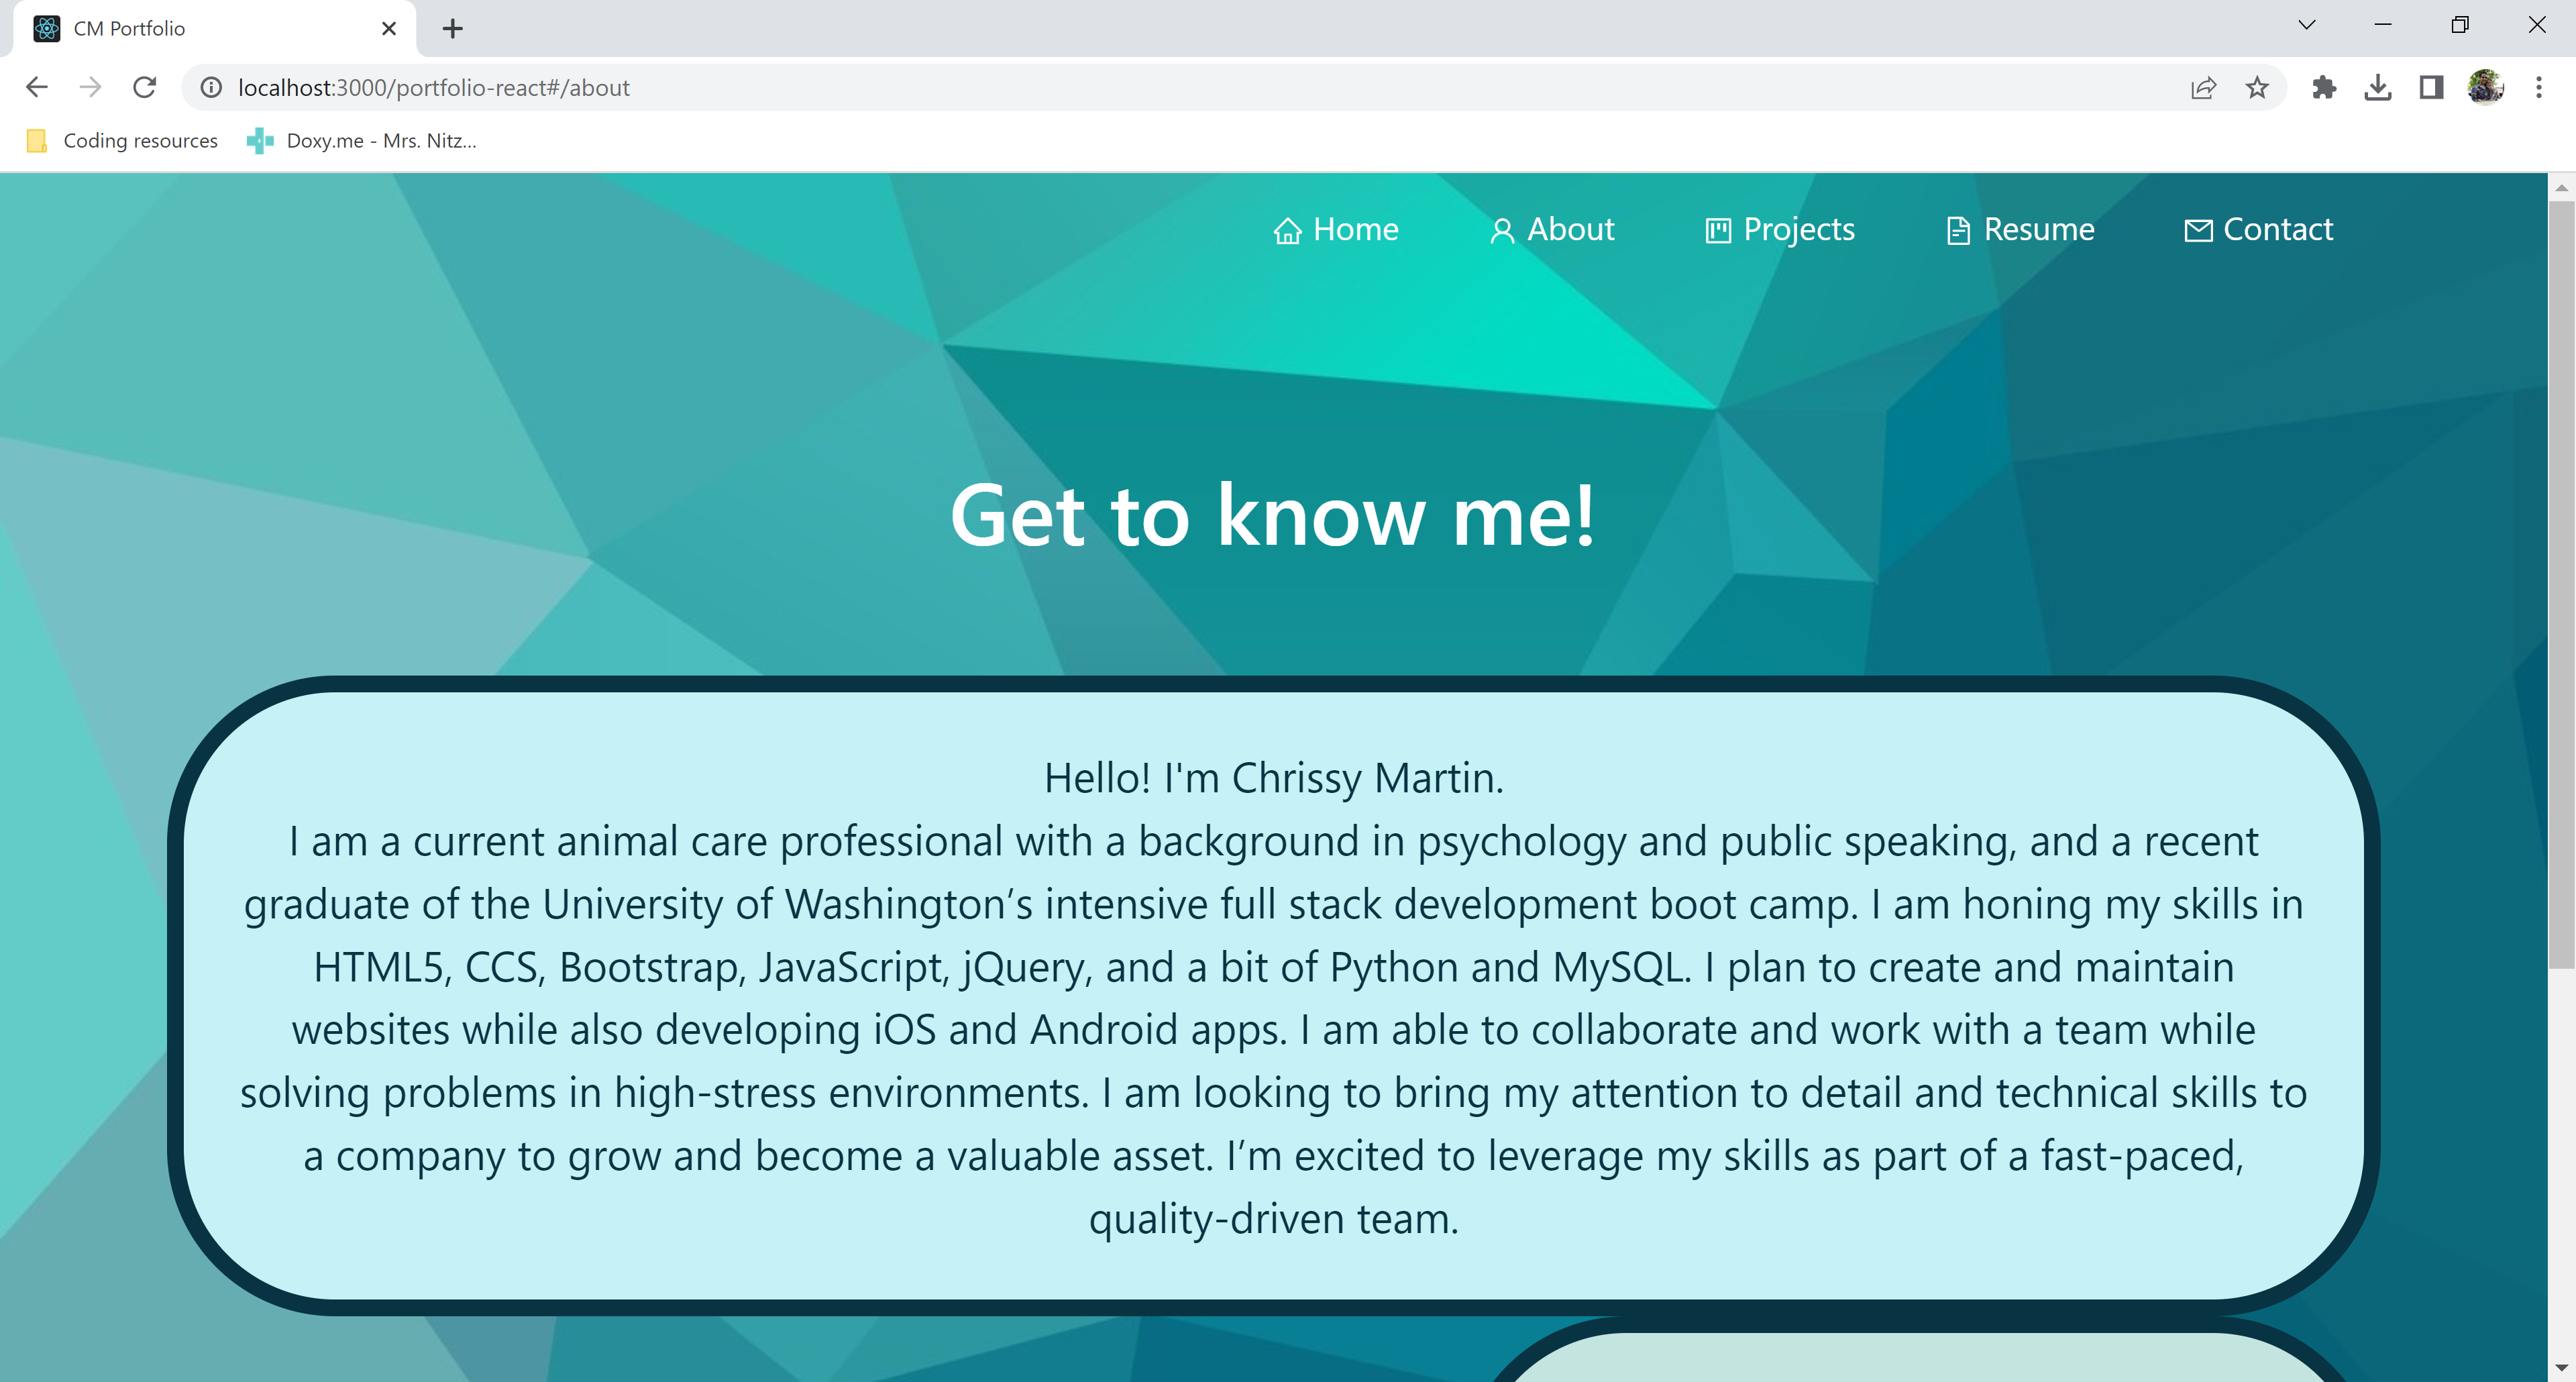 CM Portfolio
localhost:3000/portfolio-react#/about
Coding resources
Doxy.me - Mrs. Nitz...
Home About Projects Resume Contact
Get to know me!
Hello! I'm Chrissy Martin.
I am a current animal care professional with a background in psychology and public speaking, and a recent
graduate of the University of Washington’s intensive full stack development boot camp. I am honing my skills in
HTML5, CCS, Bootstrap, JavaScript, jQuery, and a bit of Python and MySQL. I plan to create and maintain
websites while also developing iOS and Android apps. I am able to collaborate and work with a team while
solving problems in high-stress environments. I am looking to bring my attention to detail and technical skills to
a company to grow and become a valuable asset. I’m excited to leverage my skills as part of a fast-paced,
quality-driven team.